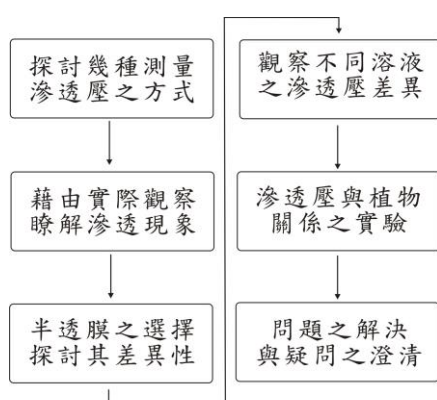 探討幾種測量
滲透壓之方式
藉由實際觀察
瞭解滲透現象
半透膜之選擇
探討其差異性
觀察不同溶液
之滲透壓差異
滲透壓與植物
關係之實驗
問題之解決
與疑問之澄清